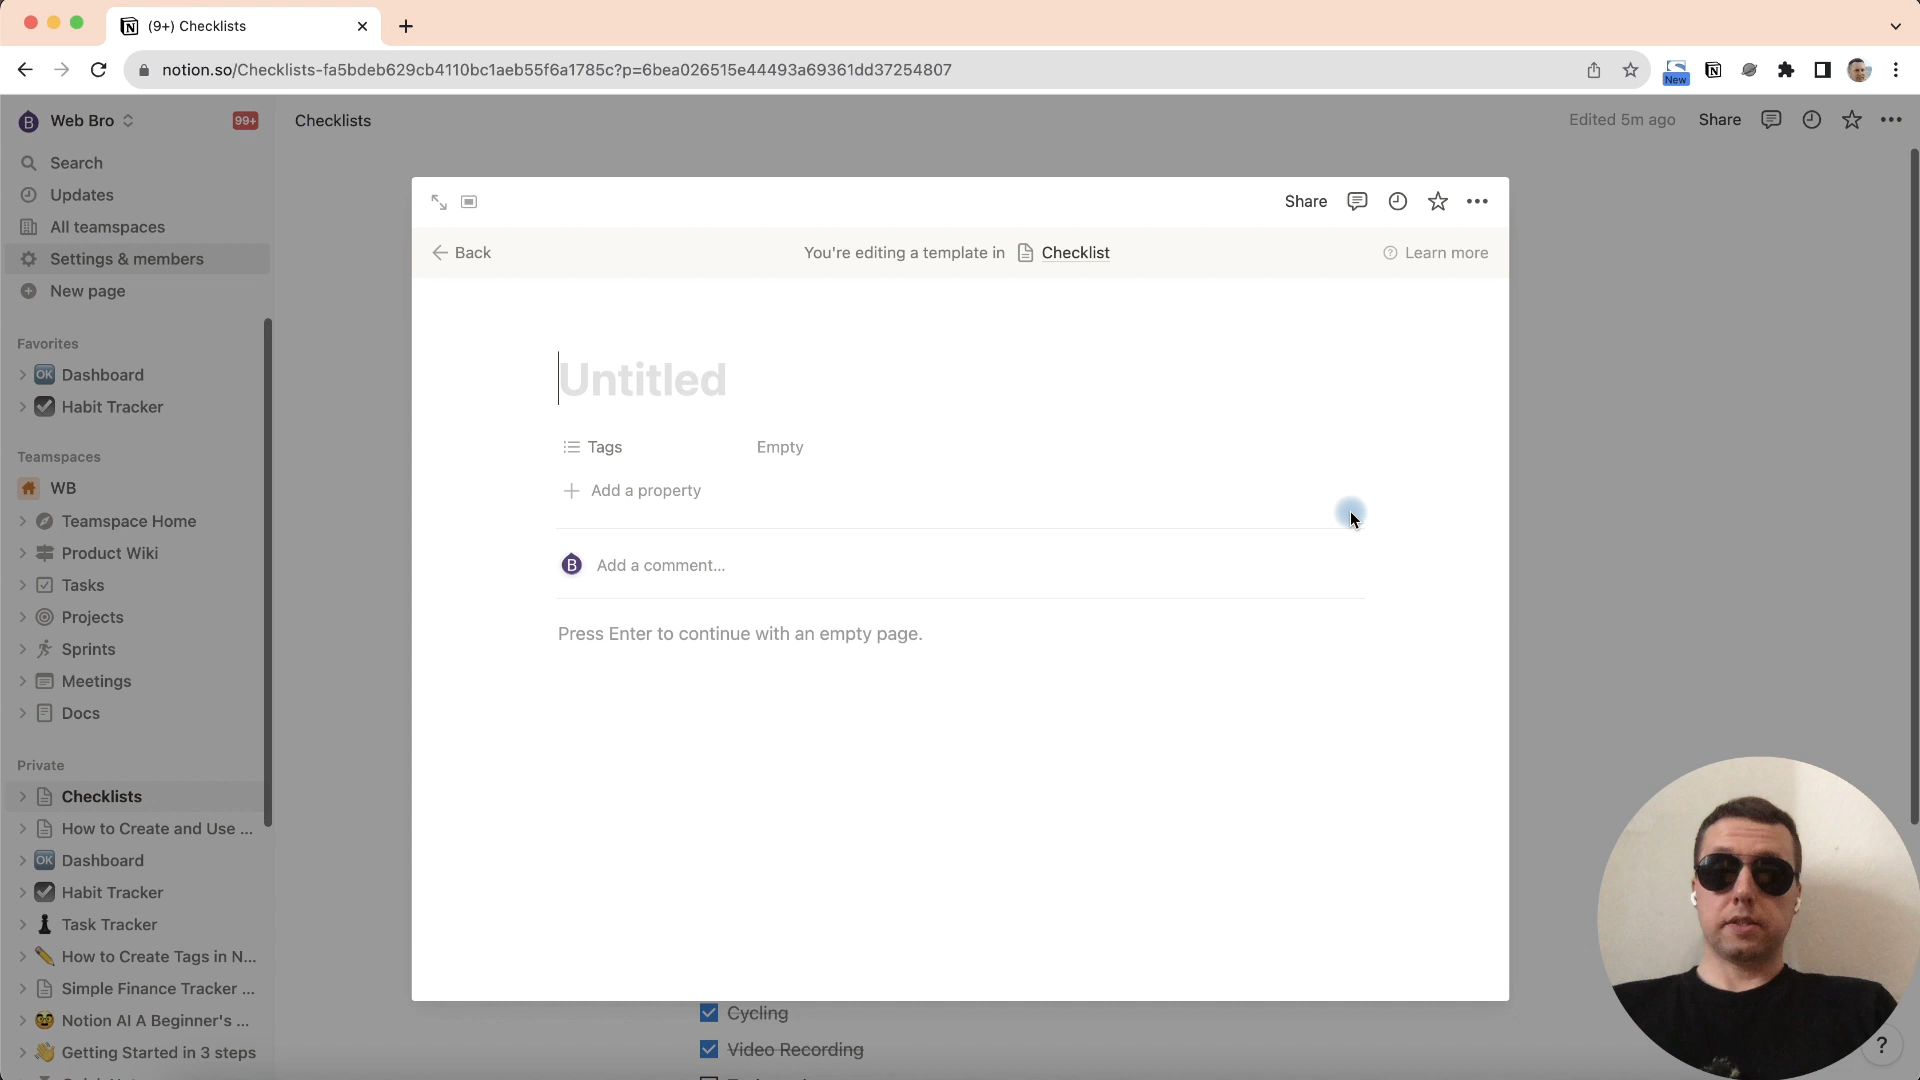 (9+) Checklists
notion.so/Checklists-fa5bdeb629cb4110bc1aeb55f6a1785c?p=6bea026515e44493a69361dd37254807
New
Web Bro
99+
Search
Updates
All teamspaces
Settings & members
New page
Favorites
Dashboard
Habit Tracker
Teamspaces
WB
Teamspace Home
Product Wiki
Tasks
Projects
Sprints
Meetings
Docs
Private
Checklists
How to Create and Use ...
Dashboard
Habit Tracker
Task Tracker
How to Create Tags in N...
Simple Finance Tracker ...
Notion AI A Beginner's ...
Getting Started in 3 steps
Checklists
Edited 5m ago Share
Share
Back
You're editing a template in Checklist
Learn more
Untitled
Tags Empty
Add a property
B Add a comment...
Press Enter to continue with an empty page.
Cycling
Video Recording
?